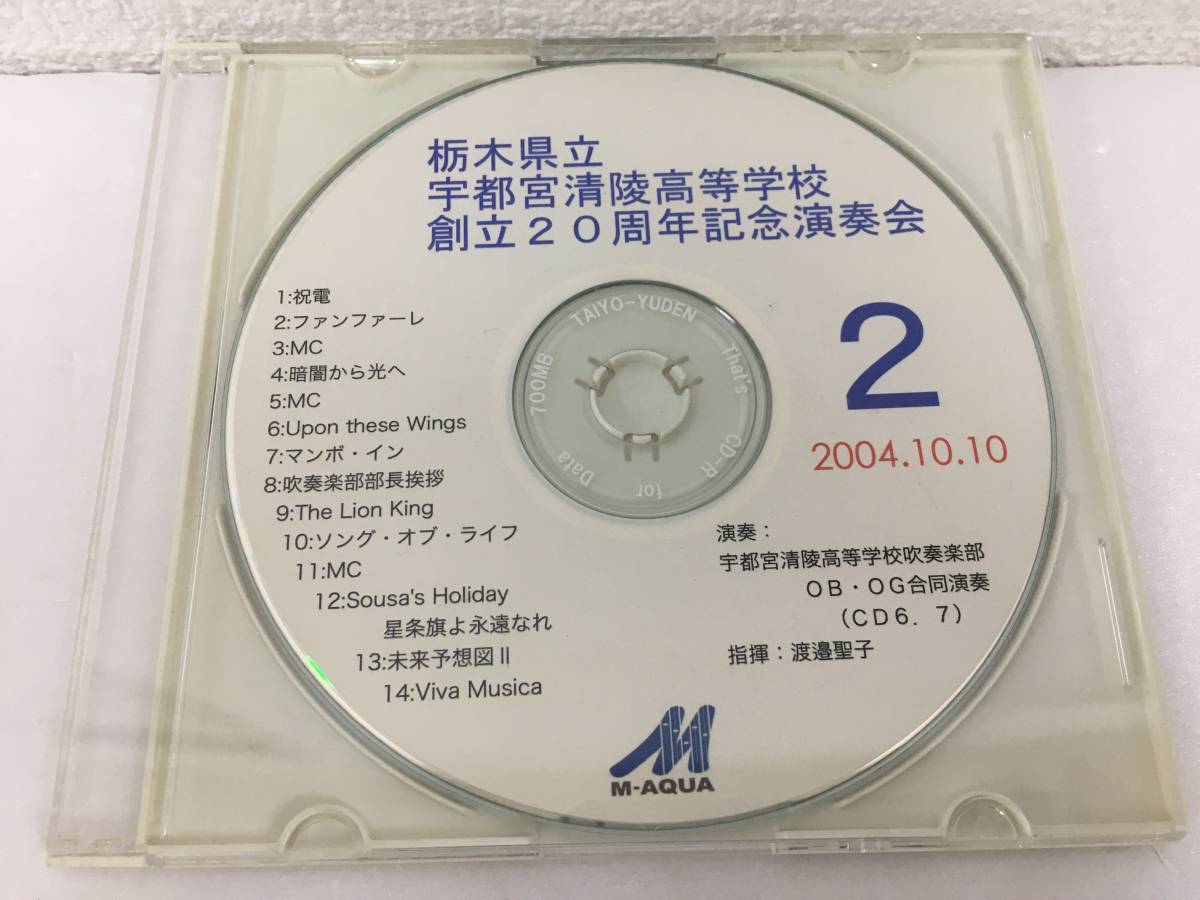 栃木県立
宇都宮清陵高等学校
創立２０周年記念演奏会
1:祝電
2:ファンファーレ
3:MC
4:暗闇から光へ
5:MC
6:Upon these Wings
7:マンボ・イン
8:吹奏楽部部長挨拶
9:The Lion King
10:ソング・オブ・ライフ
11:MC
12:Sousa's Holiday
星条旗よ永遠なれ
13:未来予想図Ⅱ
14:Viva Musica
TAIYO-YUDEN That's CD-R for Data 700MB
2
2004.10.10
演奏：
宇都宮清陵高等学校吹奏楽部
ＯＢ・ＯＧ合同演奏
（ＣＤ６．７）
指揮：渡邉聖子
M-AQUA